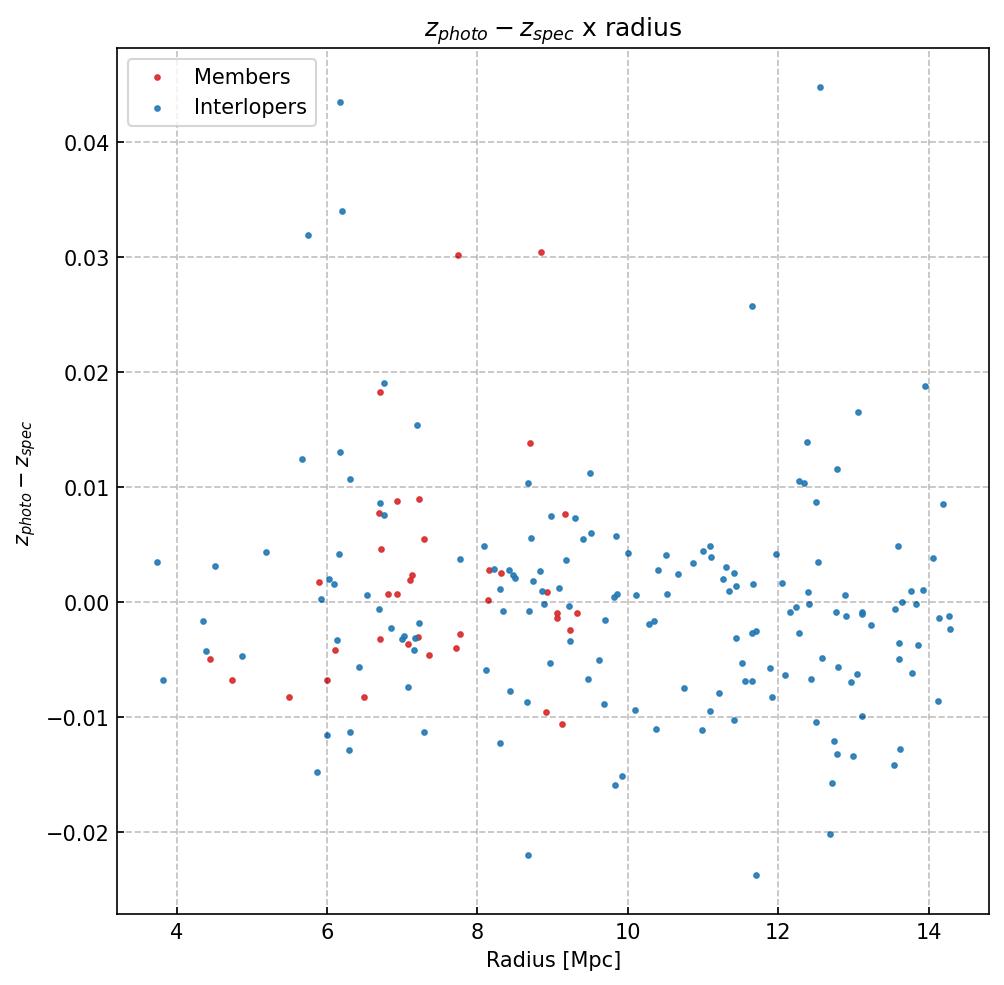 z_photo − z_spec x radius
Members
Interlopers
0.04
0.03
0.02
0.01
0.00
−0.01
−0.02
z_photo − z_spec
4 6 8 10 12 14
Radius [Mpc]